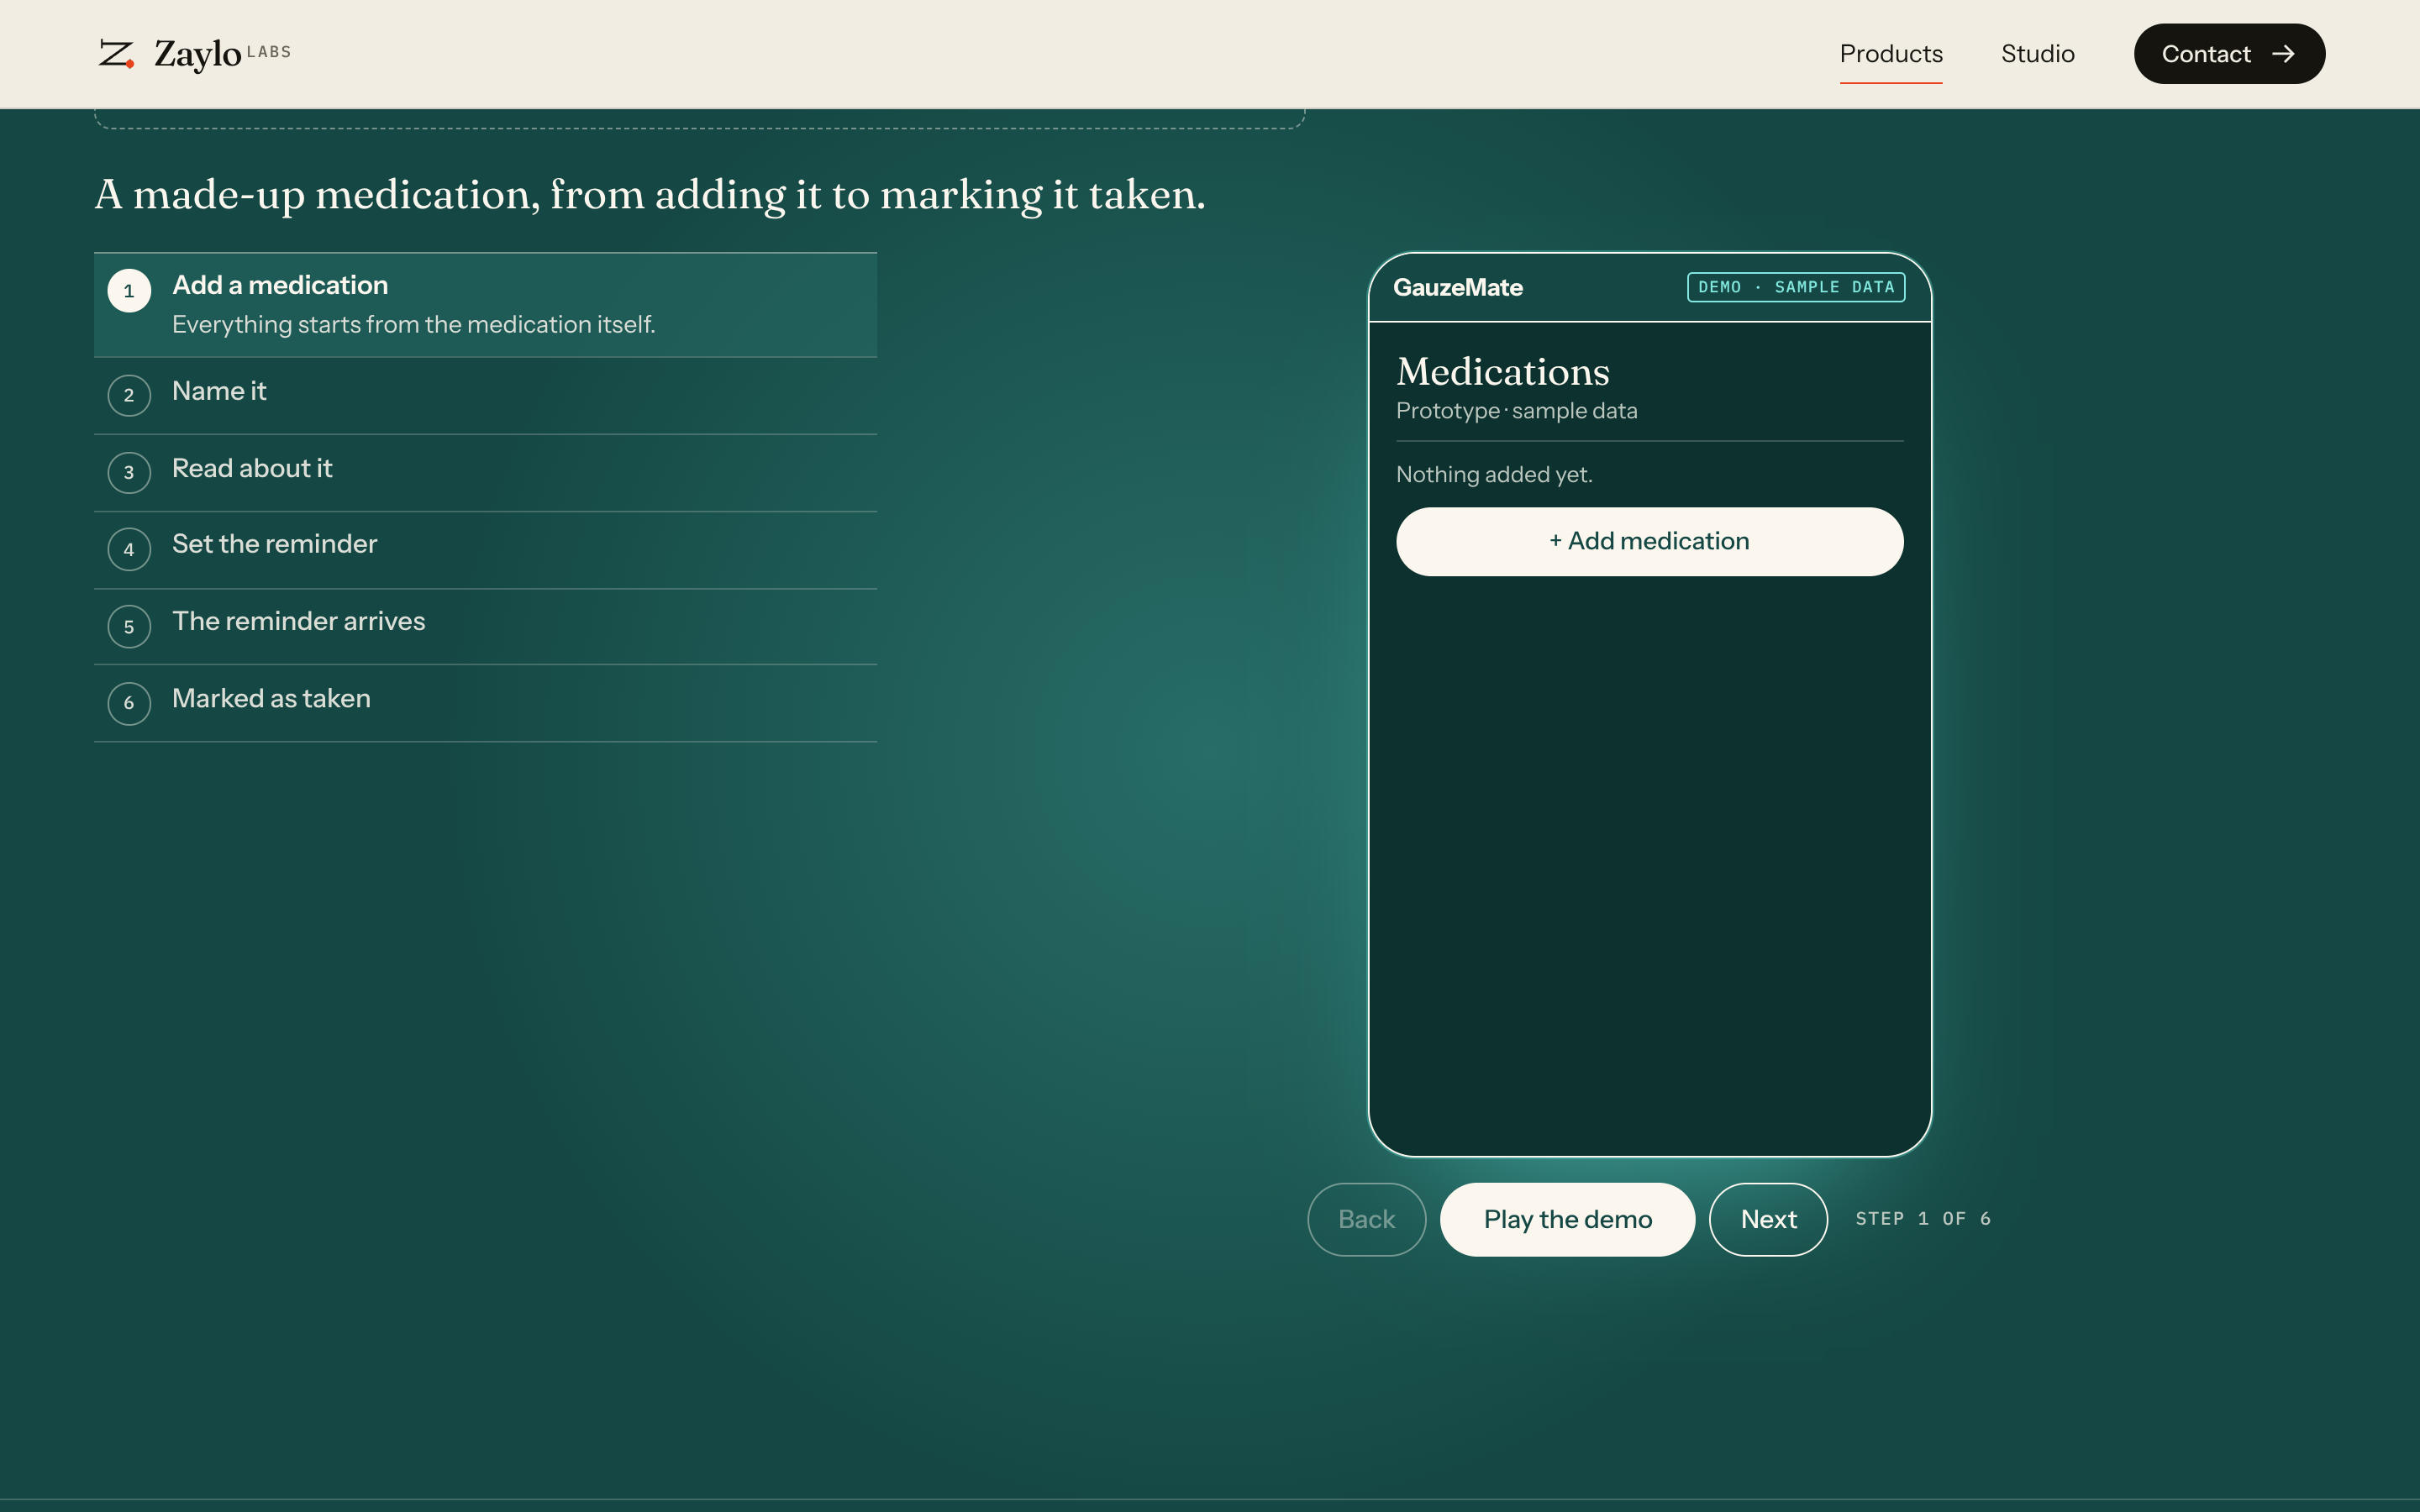 Zaylo LABS
Products
Studio
Contact →
A made-up medication, from adding it to marking it taken.
1
Add a medication
Everything starts from the medication itself.
2
Name it
3
Read about it
4
Set the reminder
5
The reminder arrives
6
Marked as taken
GauzeMate
DEMO · SAMPLE DATA
Medications
Prototype · sample data
Nothing added yet.
+ Add medication
Back
Play the demo
Next
STEP 1 OF 6